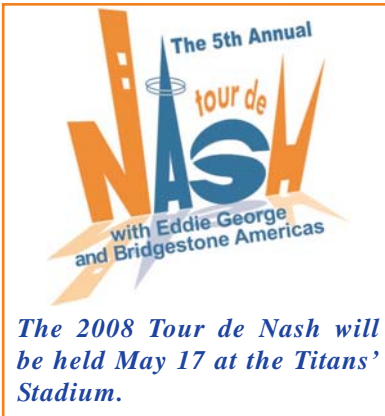 The 5th Annual
tour de
NASH
with Eddie George
and Bridgestone Americas
The 2008 Tour de Nash will
be held May 17 at the Titans’
Stadium.